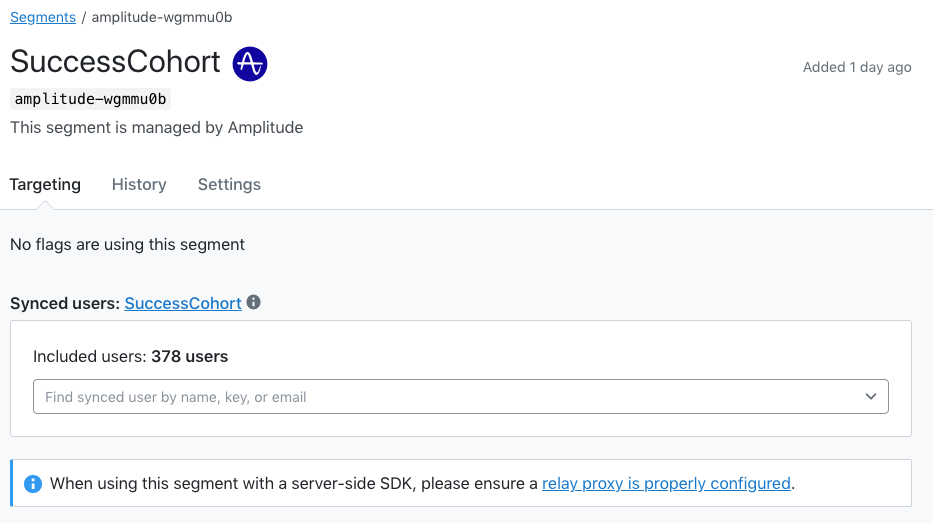 Segments / amplitude-wgmmu0b
SuccessCohort
Added 1 day ago
amplitude-wgmmu0b
This segment is managed by Amplitude
Targeting History Settings
No flags are using this segment
Synced users: SuccessCohort
Included users: 378 users
Find synced user by name, key, or email
When using this segment with a server-side SDK, please ensure a relay proxy is properly configured.